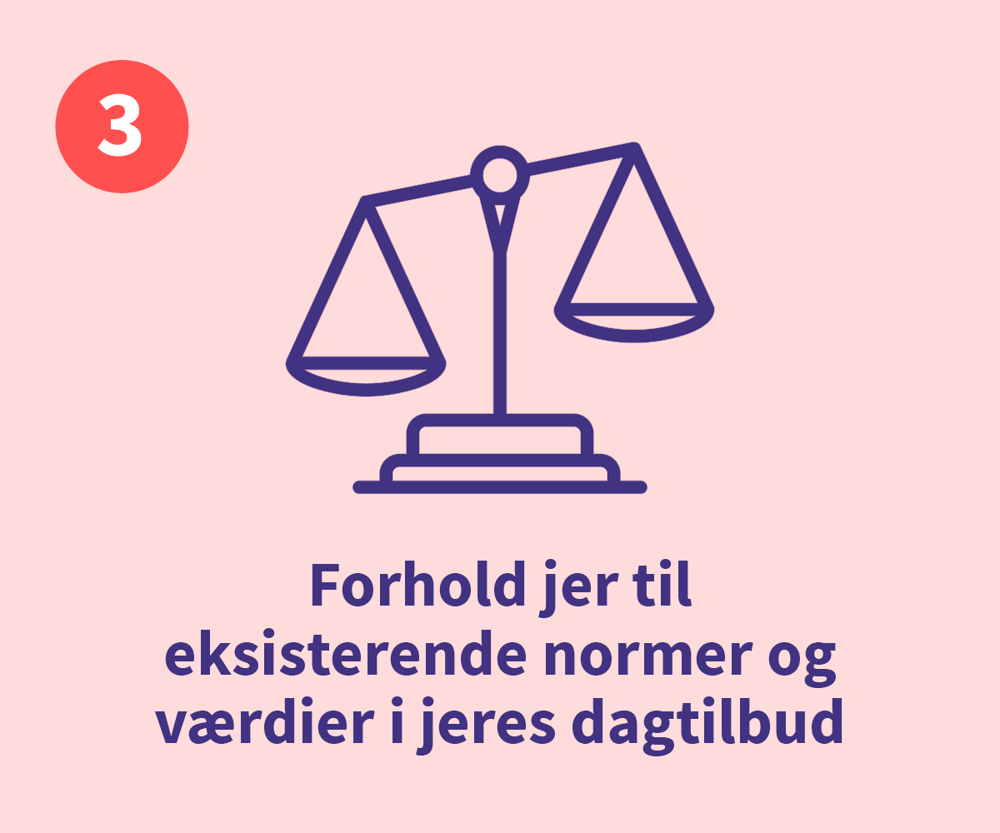 3
Forhold jer til
eksisterende normer og
værdier i jeres dagtilbud